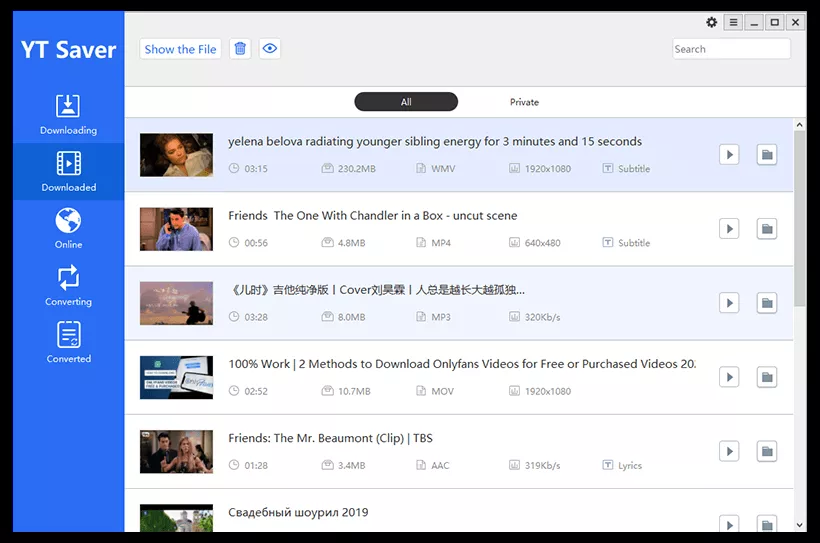 YT Saver
Show the File
Search
All
Private
Downloading
Downloaded
Online
Converting
Converted
yelena belova radiating younger sibling energy for 3 minutes and 15 seconds
03:15 230.2MB WMV 1920x1080 Subtitle
Friends The One With Chandler in a Box - uncut scene
00:56 4.8MB MP4 640x480 Subtitle
《儿时》吉他纯净版丨Cover刘昊霖丨人总是越长大越孤独...
03:28 8.0MB MP3 320Kb/s
100% Work | 2 Methods to Download Onlyfans Videos for Free or Purchased Videos 20.
02:52 10.7MB MOV 1920x1080
Friends: The Mr. Beaumont (Clip) | TBS
01:28 3.4MB AAC 319Kb/s Lyrics
Свадебный шоурил 2019